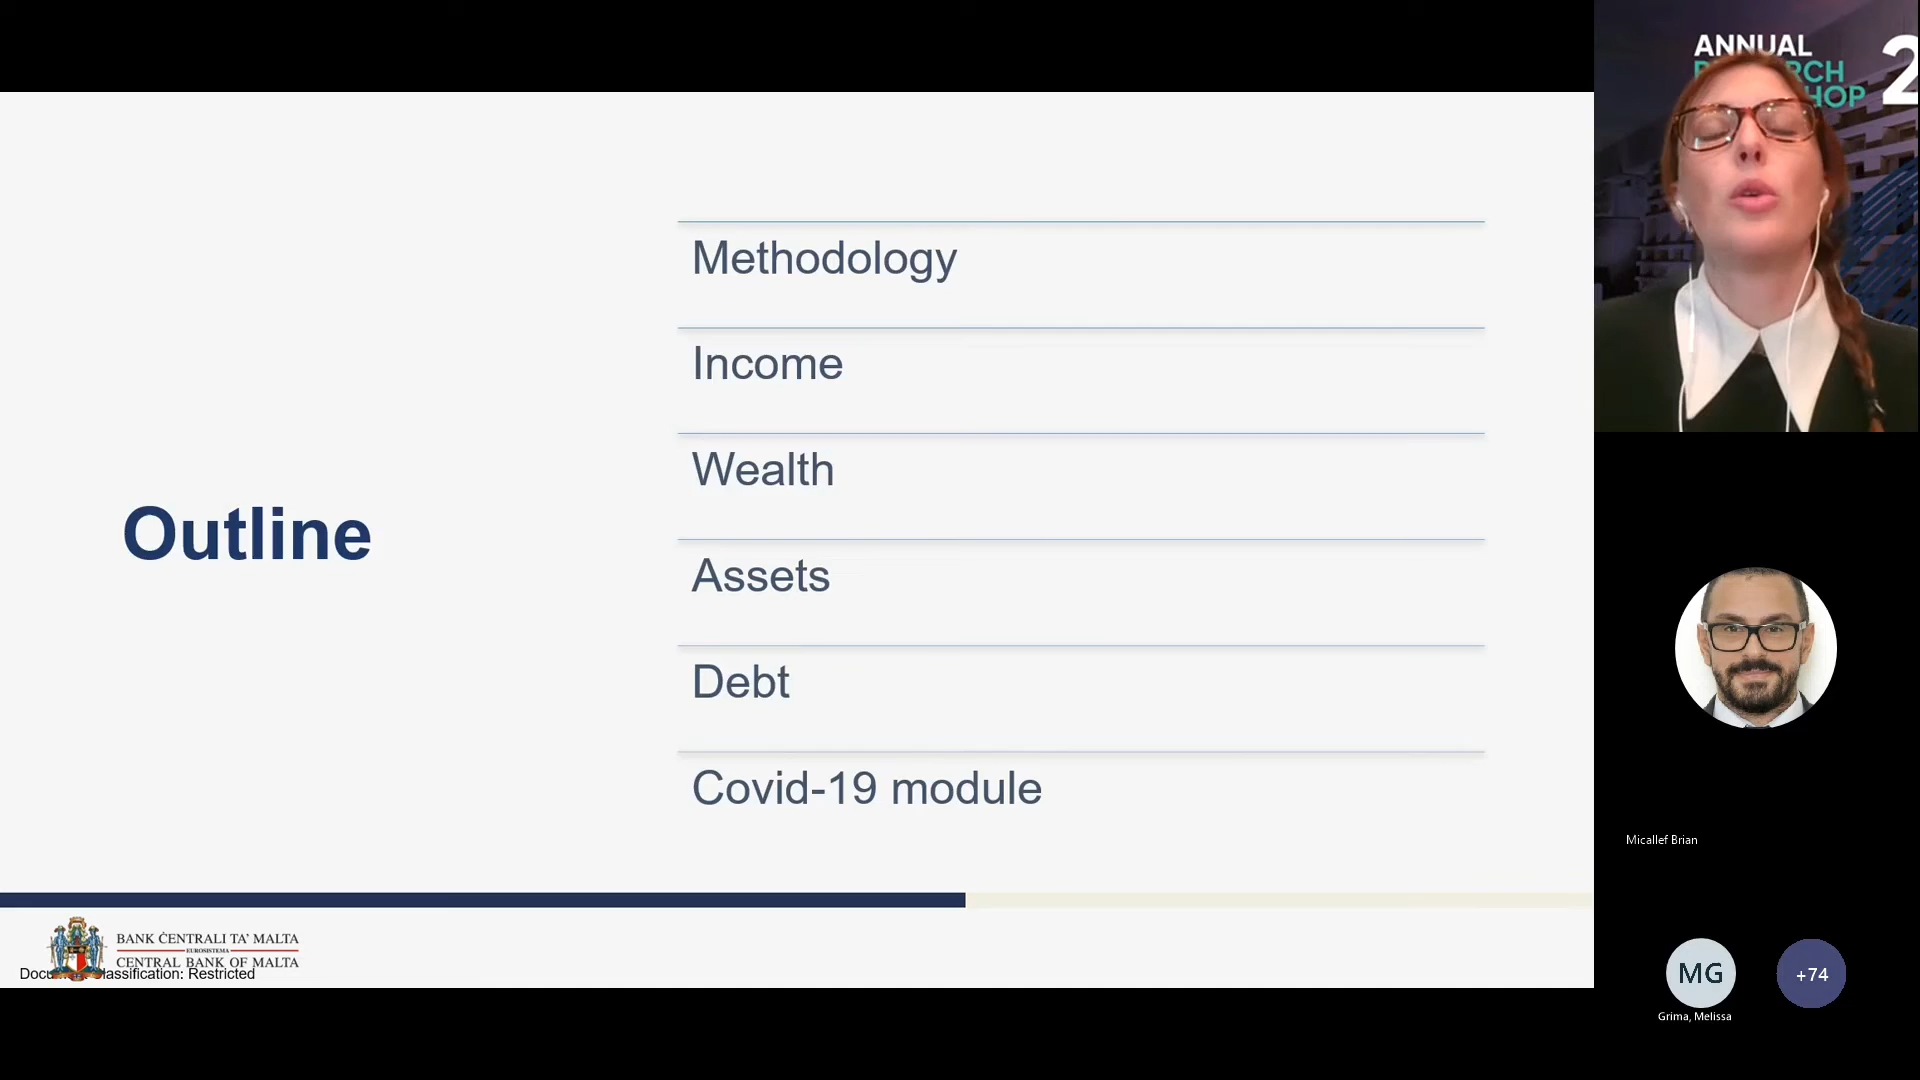 Outline
Methodology
Income
Wealth
Assets
Debt
Covid-19 module
BANK ĊENTRALI TA' MALTA
EUROSISTEMA
CENTRAL BANK OF MALTA
Classification: Restricted
ANNUAL
2
Micallef Brian
MG
+74
Grima, Melissa